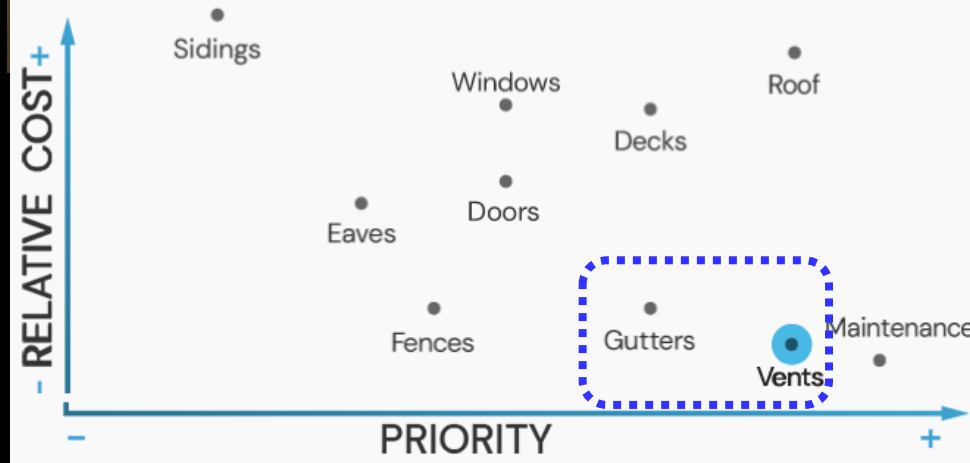 Sidings
Windows
Roof
Decks
Doors
Eaves
Gutters
Fences
Maintenance
Vents
+
RELATIVE COST
-
−
PRIORITY
+